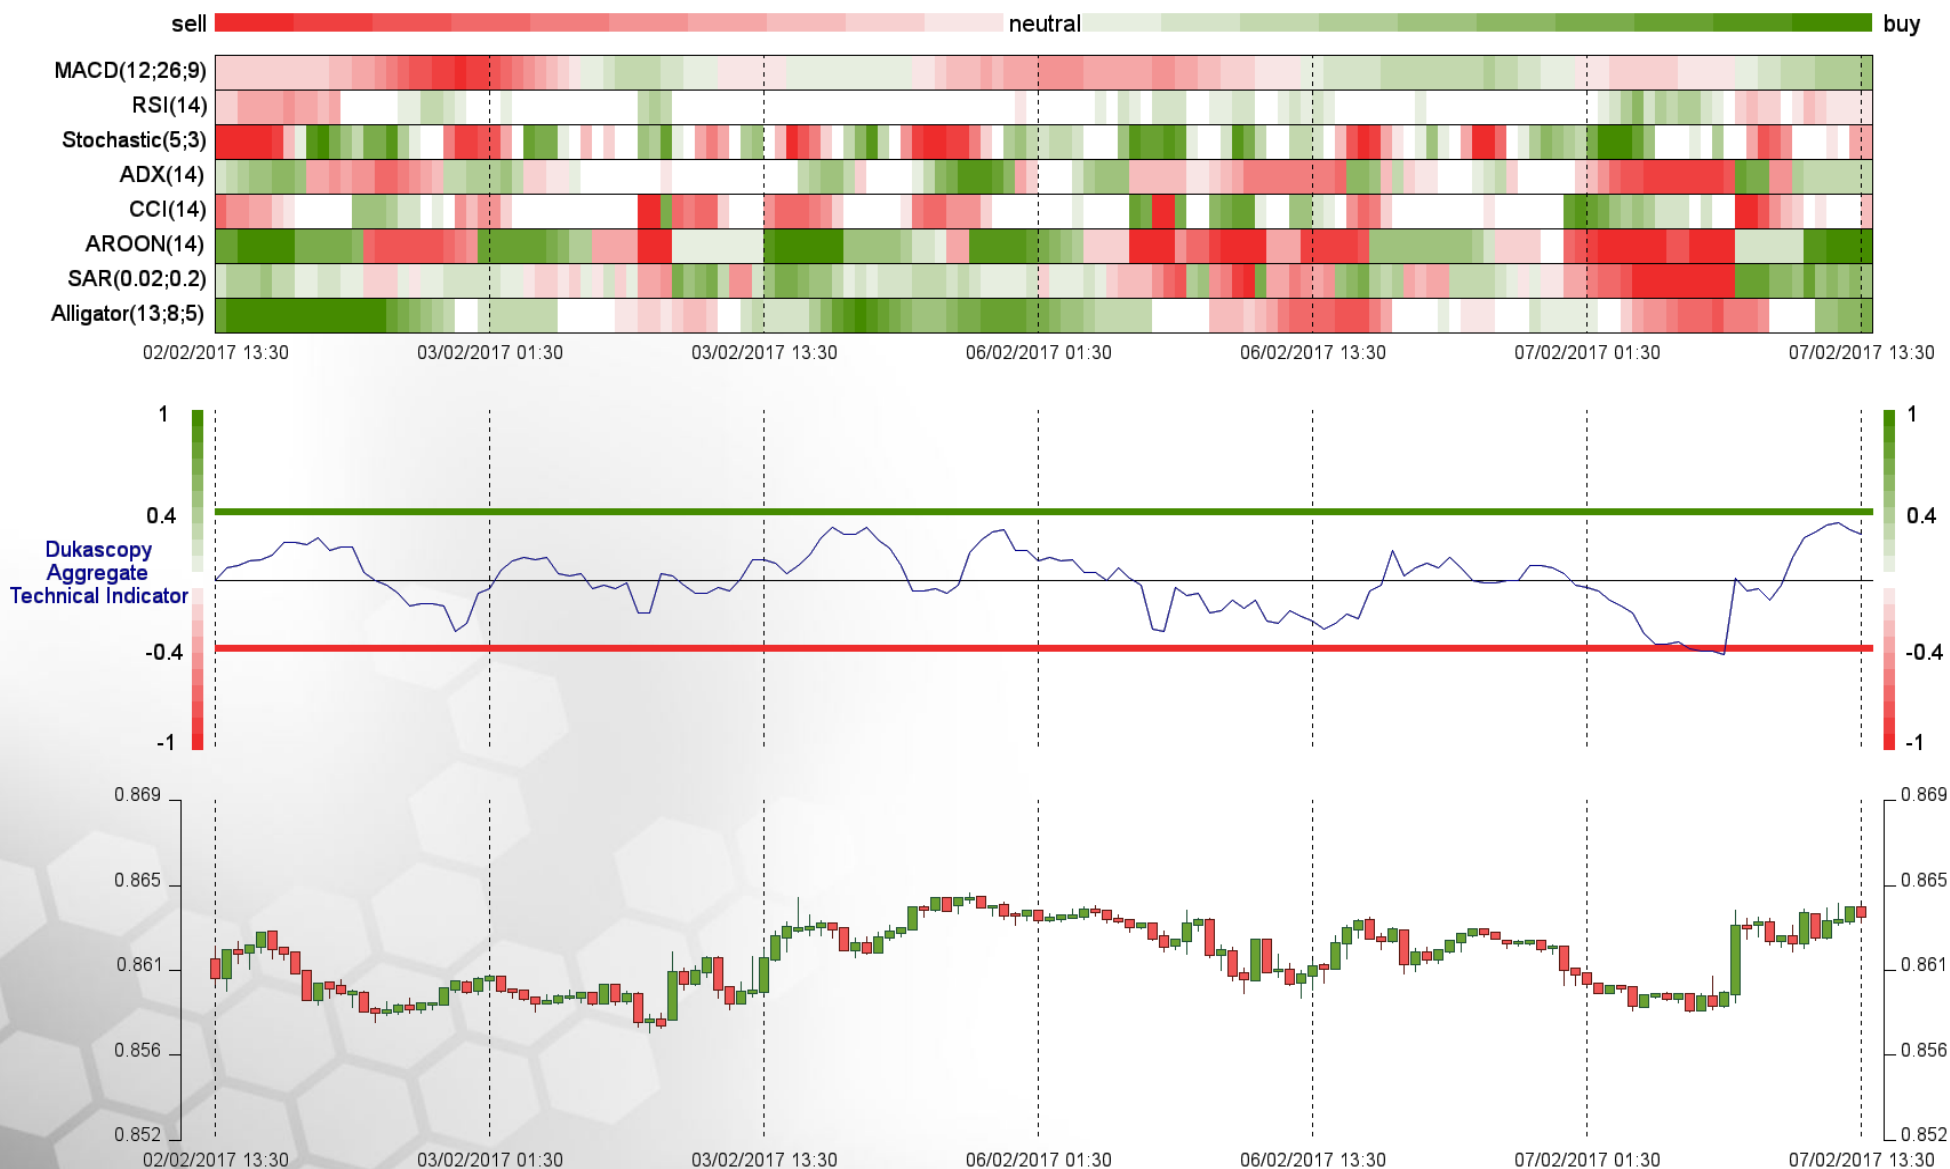 sell neutral buy
MACD(12;26;9)
RSI(14)
Stochastic(5;3)
ADX(14)
CCI(14)
AROON(14)
SAR(0.02;0.2)
Alligator(13;8;5)
02/02/2017 13:30 03/02/2017 01:30 03/02/2017 13:30 06/02/2017 01:30 06/02/2017 13:30 07/02/2017 01:30 07/02/2017 13:30
1 1
0.4 0.4
Dukascopy
Aggregate
Technical Indicator
-0.4 -0.4
-1 -1
0.869 0.869
0.865 0.865
0.861 0.861
0.856 0.856
0.852 0.852
02/02/2017 13:30 03/02/2017 01:30 03/02/2017 13:30 06/02/2017 01:30 06/02/2017 13:30 07/02/2017 01:30 07/02/2017 13:30